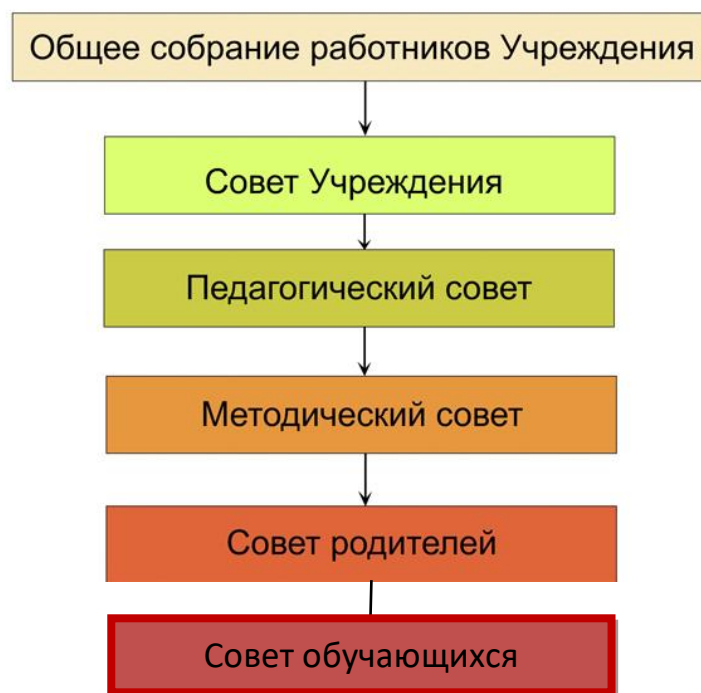 Общее собрание работников Учреждения
Совет Учреждения
Педагогический совет
Методический совет
Совет родителей
Совет обучающихся